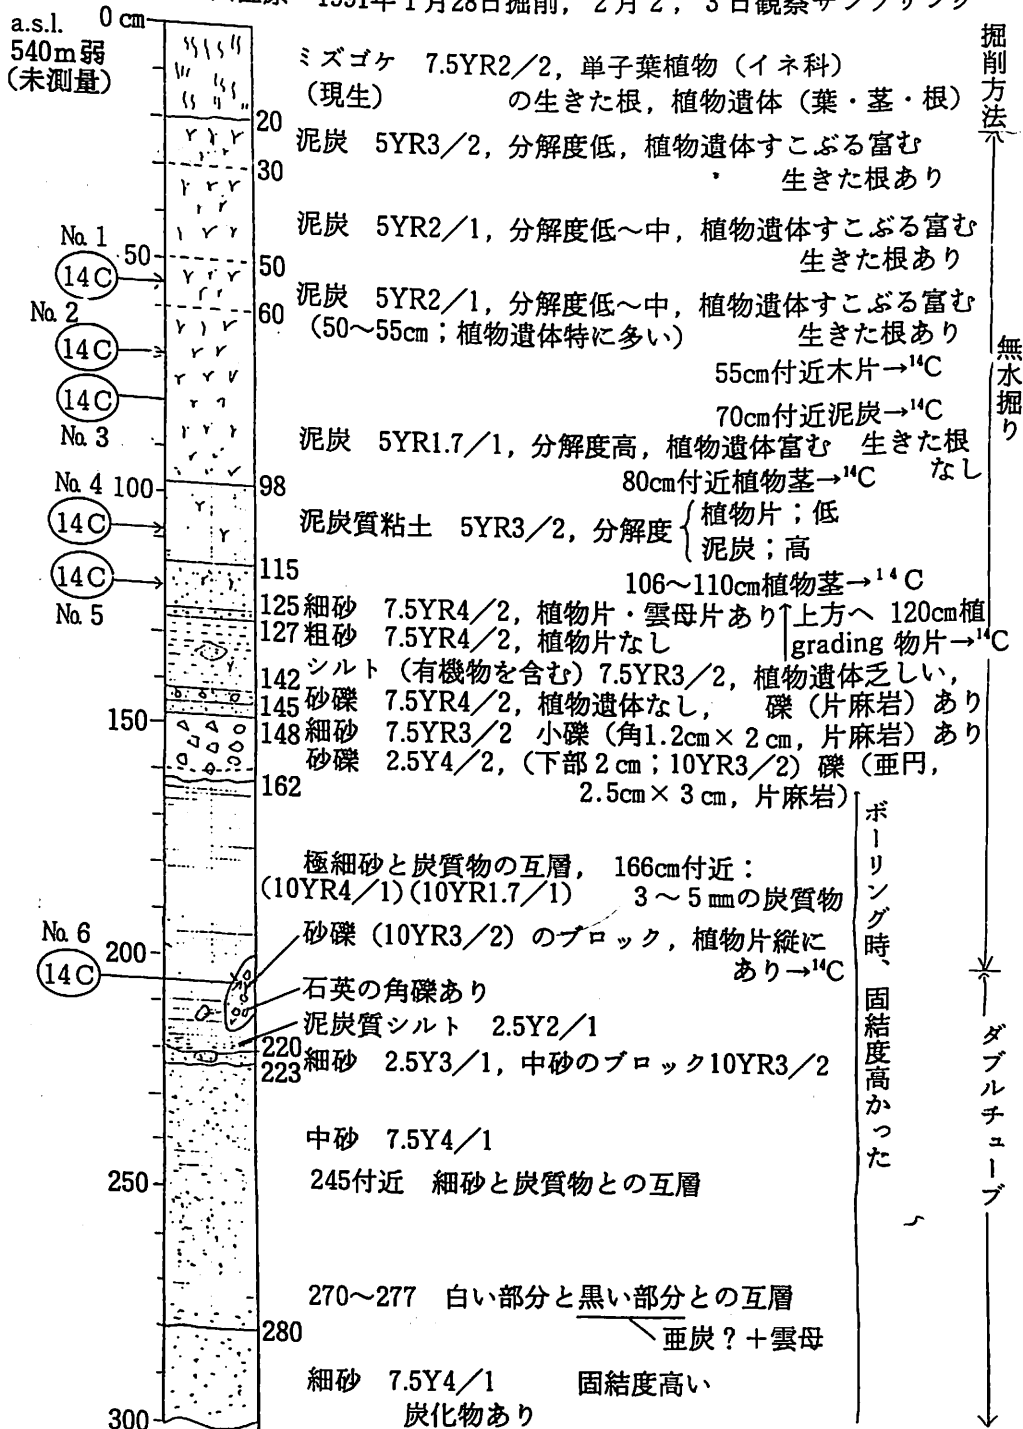 1991年1月28日掘削，2月2，3日観察サンプリング
a.s.l.
540m弱
(未測量)
0 cm
掘削方法
ミズゴケ 7.5YR2／2，単子葉植物（イネ科）
(現生) の生きた根，植物遺体（葉・茎・根）
20
泥炭 5YR3／2，分解度低，植物遺体すこぶる富む
30
生きた根あり
泥炭 5YR2／1，分解度低～中，植物遺体すこぶる富む
No.1
50
50
生きた根あり
14C
泥炭 5YR2／1，分解度低～中，植物遺体すこぶる富む
No.2
60
(50～55cm；植物遺体特に多い) 生きた根あり
14C
無水掘り
55cm付近木片→¹⁴C
14C
70cm付近泥炭→¹⁴C
No.3
泥炭 5YR1.7／1，分解度高，植物遺体富む 生きた根
なし
No.4
100
98
80cm付近植物茎→¹⁴C
14C
泥炭質粘土 5YR3／2，分解度｛植物片；低
泥炭；高
14C
115
106～110cm植物茎→¹⁴C
No.5
125 細砂 7.5YR4／2，植物片・雲母片あり↑上方へ 120cm植
127 粗砂 7.5YR4／2，植物片なし grading 物片→¹⁴C
シルト（有機物を含む）7.5YR3／2，植物遺体乏しい，
142
砂礫 7.5YR4／2，植物遺体なし， 礫（片麻岩）あり
145
150
148 細砂 7.5YR3／2 小礫（角1.2cm×2cm，片麻岩）あり
砂礫 2.5Y4／2，(下部2cm；10YR3／2) 礫（亜円，
162
2.5cm×3cm，片麻岩)
ボーリング時、固結度高かった
極細砂と炭質物の互層， 166cm付近：
(10YR4／1)(10YR1.7／1) 3～5㎜の炭質物
No.6
200
砂礫（10YR3／2）のブロック，植物片縦に
あり→¹⁴C
14C
石英の角礫あり
泥炭質シルト 2.5Y2／1
ダブルチューブ
220
細砂 2.5Y3／1，中砂のブロック10YR3／2
223
中砂 7.5Y4／1
250
245付近 細砂と炭質物との互層
270～277 白い部分と黒い部分との互層
280
亜炭？＋雲母
細砂 7.5Y4／1 固結度高い
炭化物あり
300